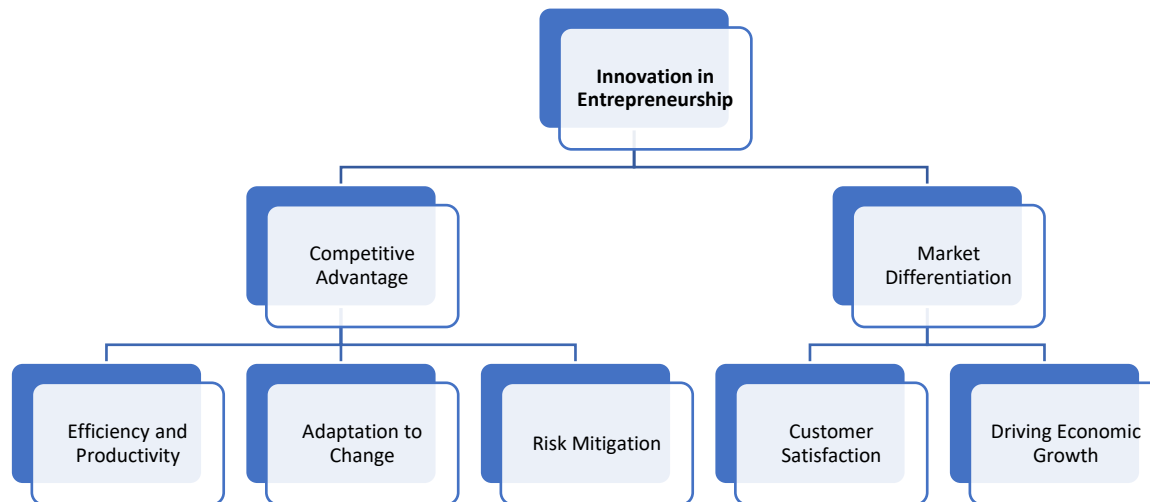 Innovation in
Entrepreneurship
Competitive
Advantage
Market
Differentiation
Efficiency and
Productivity
Adaptation to
Change
Risk Mitigation
Customer
Satisfaction
Driving Economic
Growth